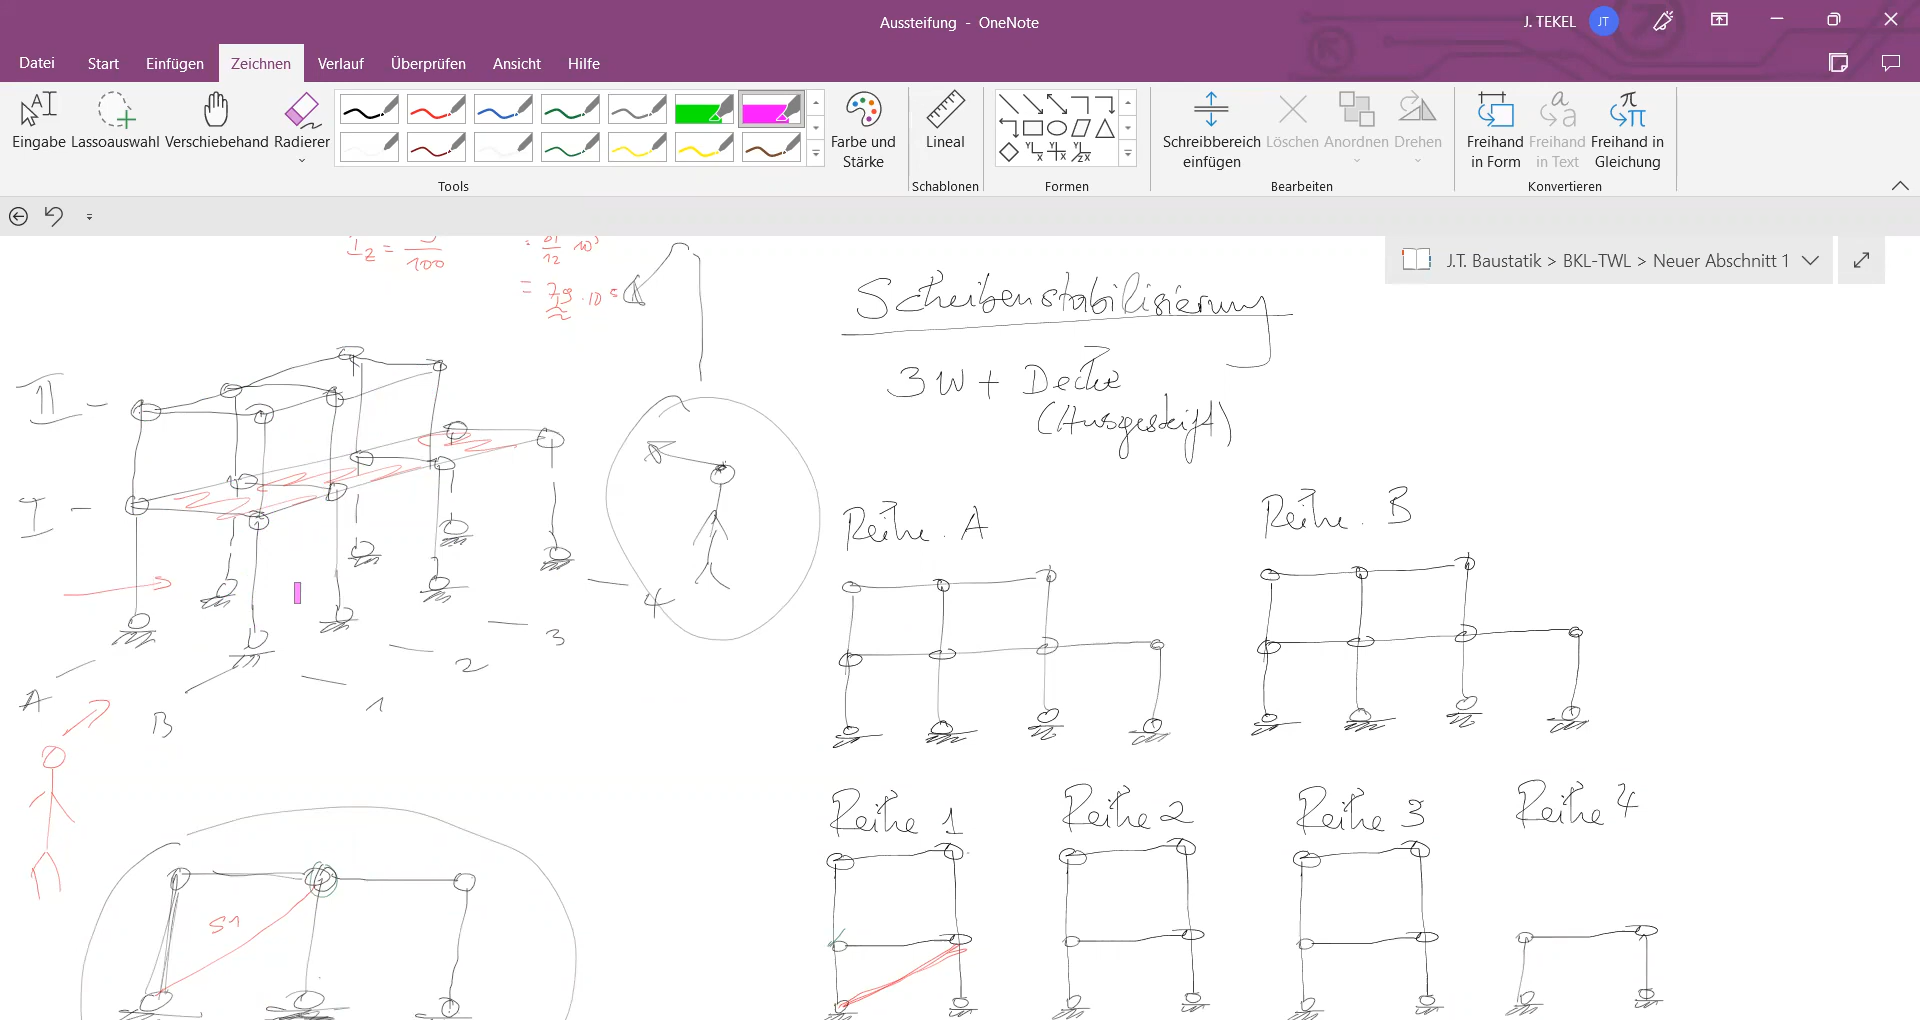 Aussteifung - OneNote
J. TEKEL
JT
Datei
Start
Einfügen
Zeichnen
Verlauf
Überprüfen
Ansicht
Hilfe
Eingabe
Lassoauswahl
Verschiebehand
Radierer
Farbe und
Stärke
Lineal
Schreibbereich
einfügen
Löschen
Anordnen
Drehen
Freihand
in Form
Freihand
in Text
Freihand in
Gleichung
Tools
Schablonen
Formen
Bearbeiten
Konvertieren
J.T. Baustatik > BKL-TWL > Neuer Abschnitt 1
Scheibenstabilisierung
3W + Decke
(Ausgesteift)
100
12
II
I
A
B
1
2
3
4
S1
Reihe A
Reihe B
Reihe 1
Reihe 2
Reihe 3
Reihe 4